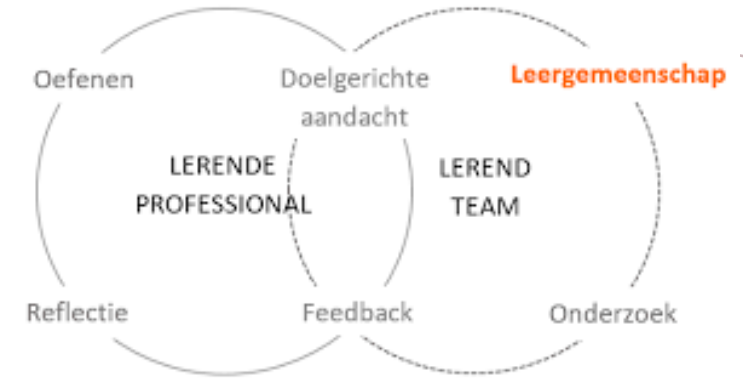 Oefenen
Doelgerichte
aandacht
Leergemeenschap
LERENDE
PROFESSIONAL
LEREND
TEAM
Reflectie
Feedback
Onderzoek